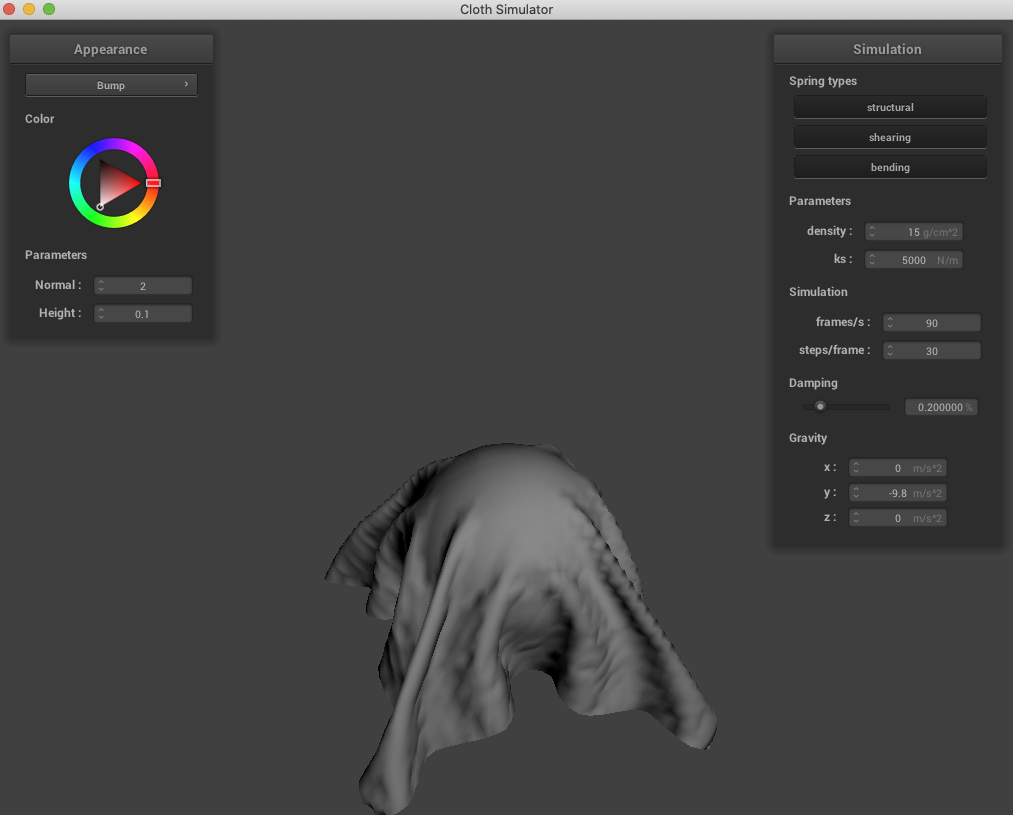 Cloth Simulator
Appearance
Bump
Color
Parameters
Normal : 2
Height : 0.1
Simulation
Spring types
structural
shearing
bending
Parameters
density : 15 g/cm^2
ks : 5000 N/m
Simulation
frames/s : 90
steps/frame : 30
Damping
0.200000 %
Gravity
x : 0 m/s^2
y : -9.8 m/s^2
z : 0 m/s^2